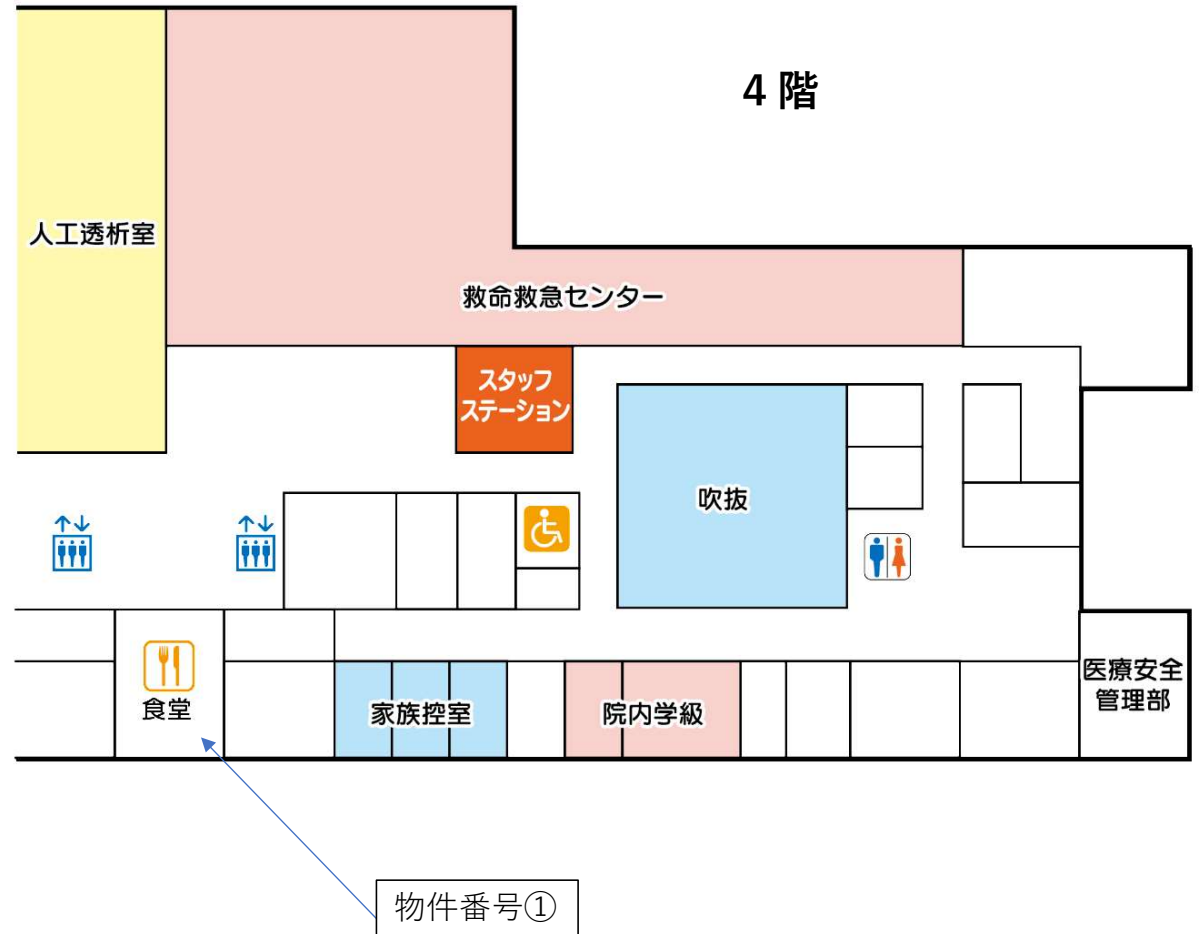 4 階
人工透析室
救命救急センター
スタッフ
ステーション
吹抜
食堂
家族控室
院内学級
医療安全
管理部
物件番号①